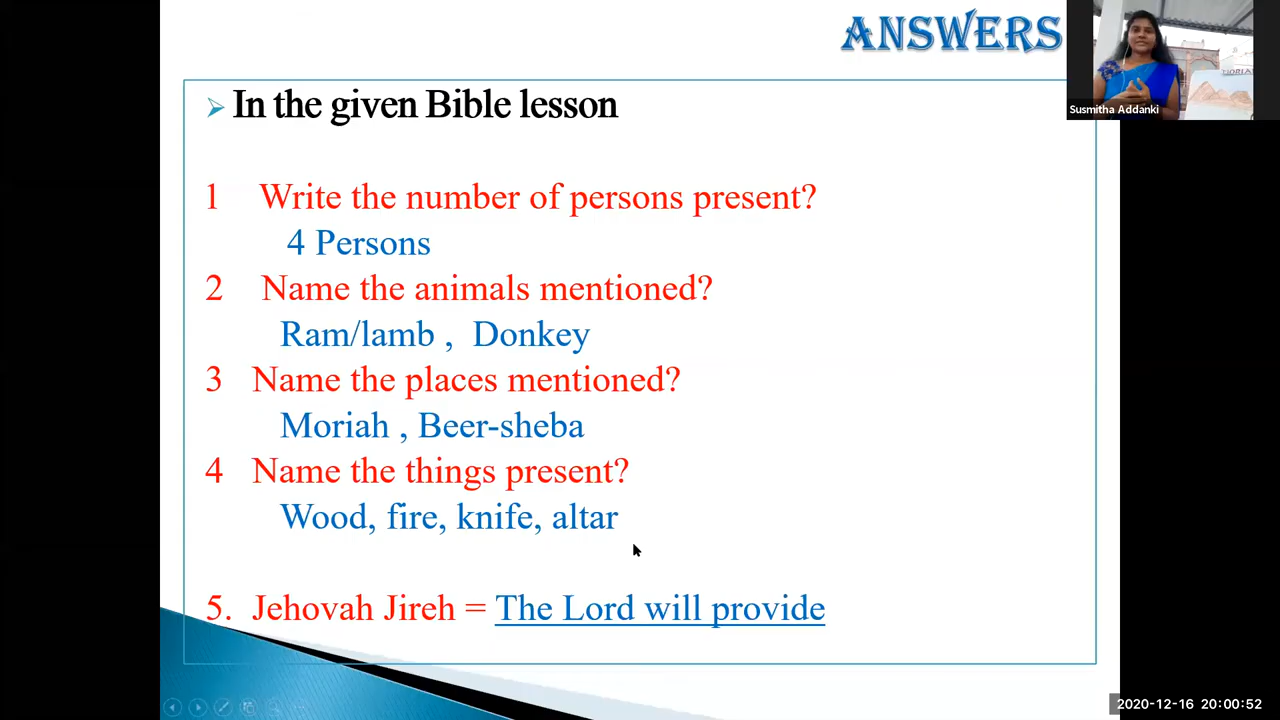 ANSWERS
In the given Bible lesson
1 Write the number of persons present?
4 Persons
2 Name the animals mentioned?
Ram/lamb , Donkey
3 Name the places mentioned?
Moriah , Beer-sheba
4 Name the things present?
Wood, fire, knife, altar
5. Jehovah Jireh = The Lord will provide
Susmitha Addanki
2020-12-16 20:00:52